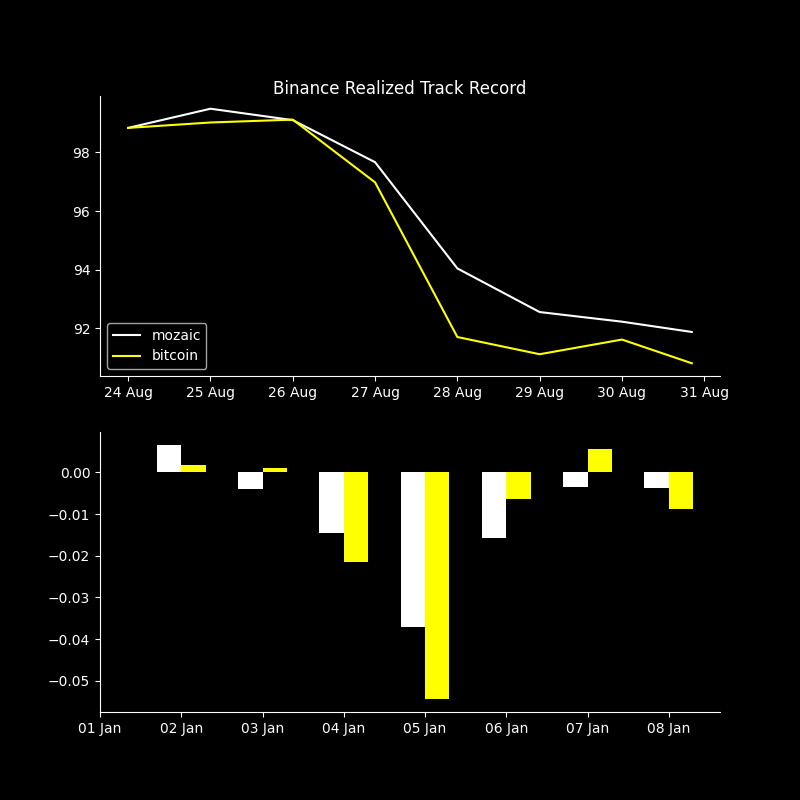 Binance Realized Track Record
98
96
94
92
mozaic
bitcoin
24 Aug 25 Aug 26 Aug 27 Aug 28 Aug 29 Aug 30 Aug 31 Aug
0.00
−0.01
−0.02
−0.03
−0.04
−0.05
01 Jan 02 Jan 03 Jan 04 Jan 05 Jan 06 Jan 07 Jan 08 Jan